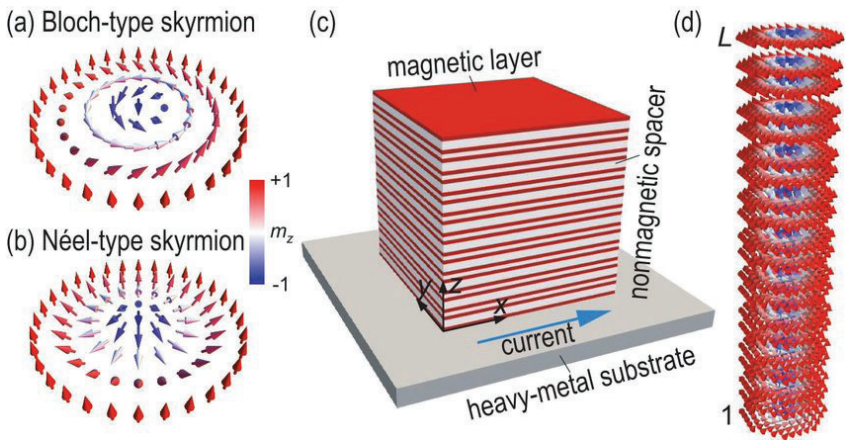 (a) Bloch-type skyrmion
+1
m_z
-1
(b) Néel-type skyrmion
(c)
magnetic layer
nonmagnetic spacer
z
y
x
current
heavy-metal substrate
(d)
L
1